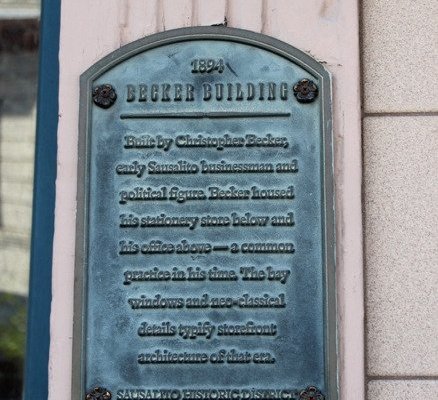 1894
BECKER BUILDING
Built by Christopher Becker,
early Sausalito businessman and
political figure. Becker housed
his stationery store below and
his office above — a common
practice in his time. The bay
windows and neo-classical
details typify storefront
architecture of that era.
SAUSALITO HISTORIC DISTRICT